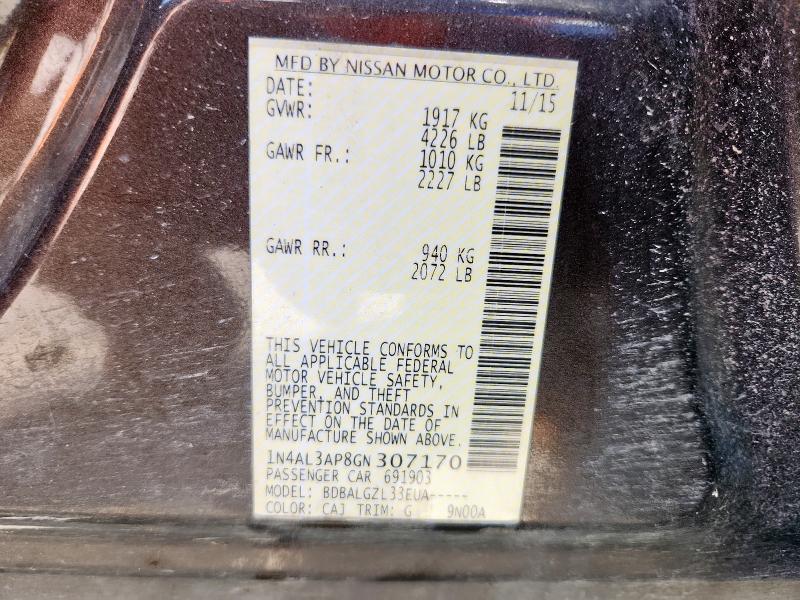 MFD BY NISSAN MOTOR CO., LTD.
DATE: 11/15
GVWR: 1917 KG
4226 LB
GAWR FR.: 1010 KG
2227 LB
GAWR RR.: 940 KG
2072 LB
THIS VEHICLE CONFORMS TO
ALL APPLICABLE FEDERAL
MOTOR VEHICLE SAFETY,
BUMPER, AND THEFT
PREVENTION STANDARDS IN
EFFECT ON THE DATE OF
MANUFACTURE SHOWN ABOVE.
1N4AL3AP8GN 307170
PASSENGER CAR 691903
MODEL: BDBALGZL33EUA-----
COLOR: CAJ TRIM: G 9N00A